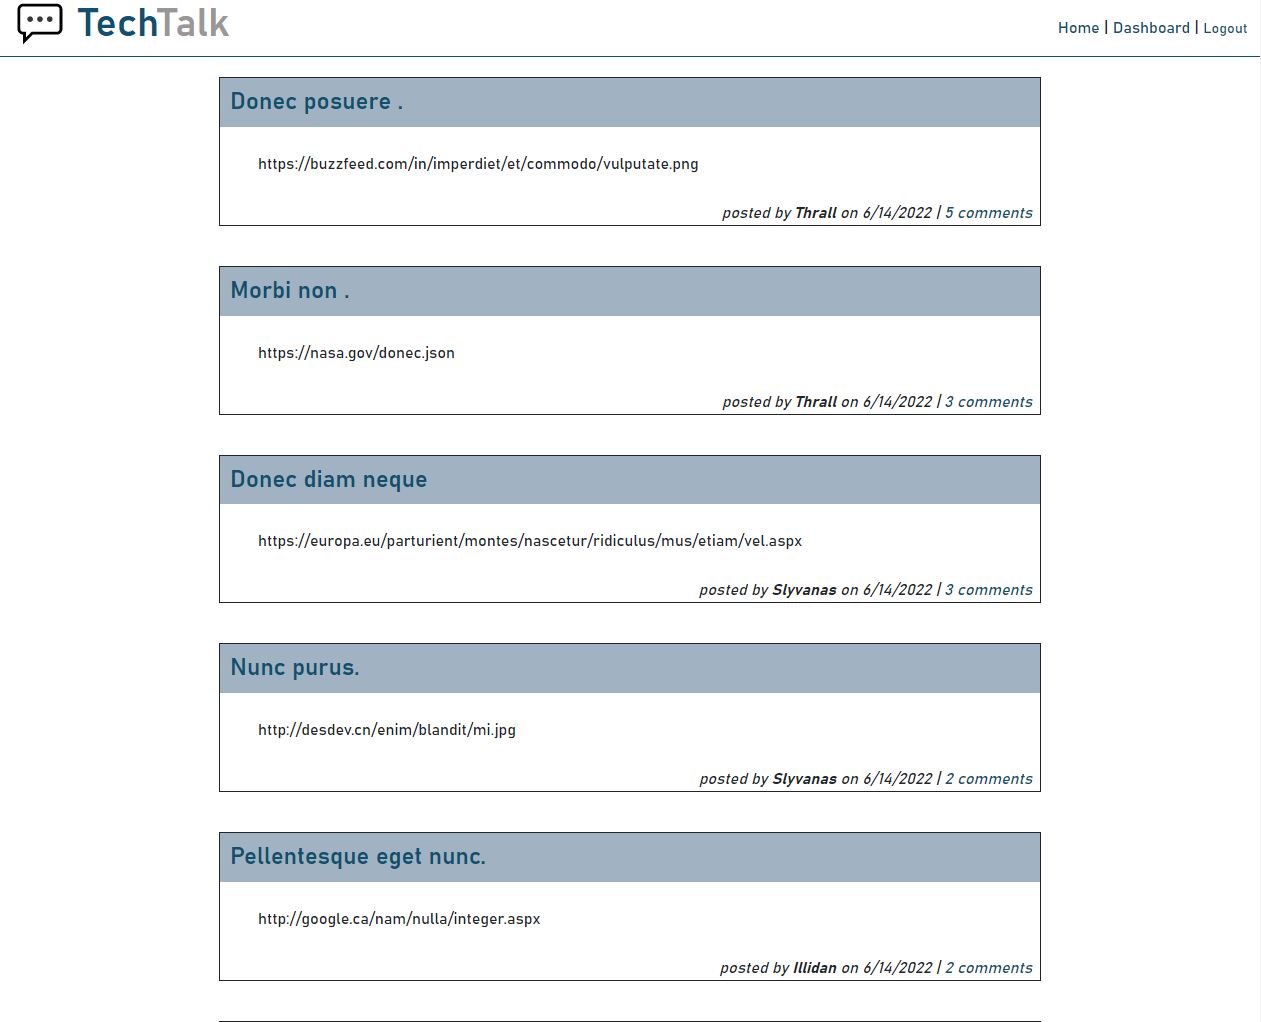 TechTalk
Home | Dashboard | Logout
Donec posuere .
https://buzzfeed.com/in/imperdiet/et/commodo/vulputate.png
posted by Thrall on 6/14/2022 | 5 comments
Morbi non .
https://nasa.gov/donec.json
posted by Thrall on 6/14/2022 | 3 comments
Donec diam neque
https://europa.eu/parturient/montes/nascetur/ridiculus/mus/etiam/vel.aspx
posted by Slyvanas on 6/14/2022 | 3 comments
Nunc purus.
http://desdev.cn/enim/blandit/mi.jpg
posted by Slyvanas on 6/14/2022 | 2 comments
Pellentesque eget nunc.
http://google.ca/nam/nulla/integer.aspx
posted by Illidan on 6/14/2022 | 2 comments